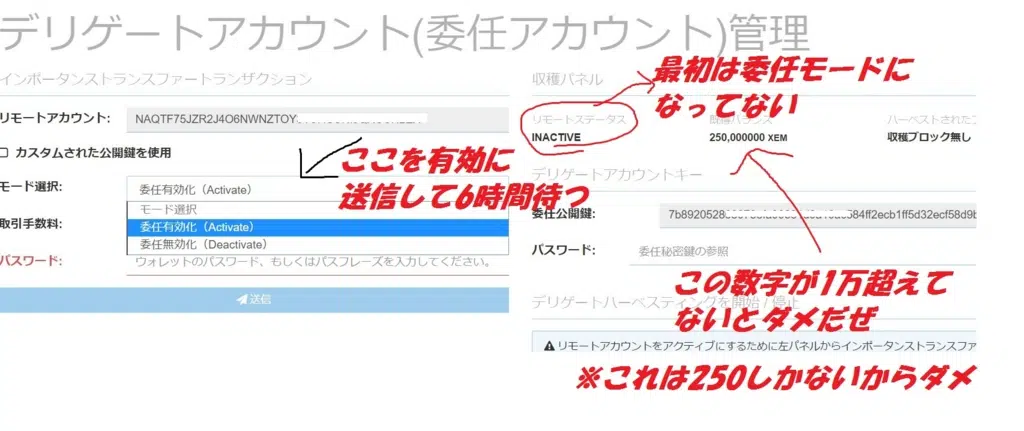 デリゲートアカウント(委任アカウント)管理
インポータンストランスファートランザクション
リモートアカウント:
NAQTF75JZR2J4O6NWNZTOY
カスタムされた公開鍵を使用
モード選択:
委任有効化（Activate）
モード選択
委任有効化（Activate）
委任無効化（Deactivate）
取引手数料:
パスワード:
ウォレットのパスワード、もしくはパスフレーズを入力してください。
送信
ここを有効に
送信して6時間待つ
収穫パネル
最初は委任モードに
なってない
リモートステータス
INACTIVE
既得バランス
250,000000 XEM
ハーベストされたブ
収穫ブロック無し
デリゲートアカウントキー
委任公開鍵:
パスワード:
委任秘密鍵の参照
この数字が1万超えて
ないとダメだぜ
デリゲートハーベスティングを開始 / 停止
リモートアカウントをアクティブにするために左パネルからインポータンストランスファ
※これは250しかないからダメ